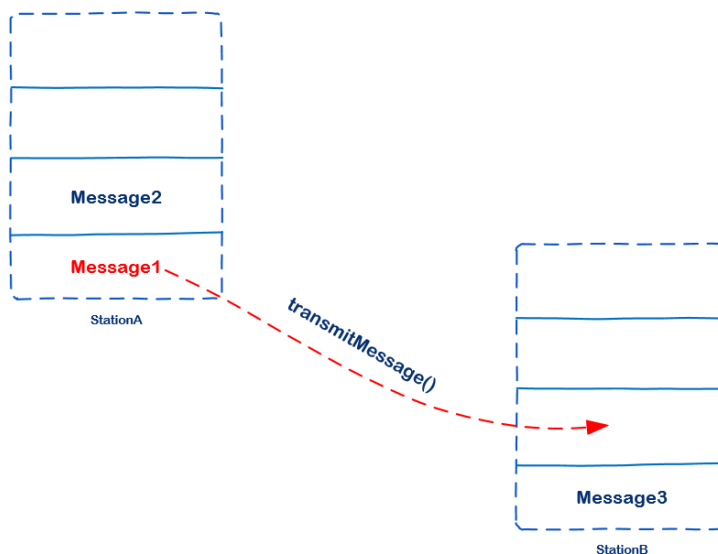 Message2
Message1
StationA
transmitMessage()
Message3
StationB